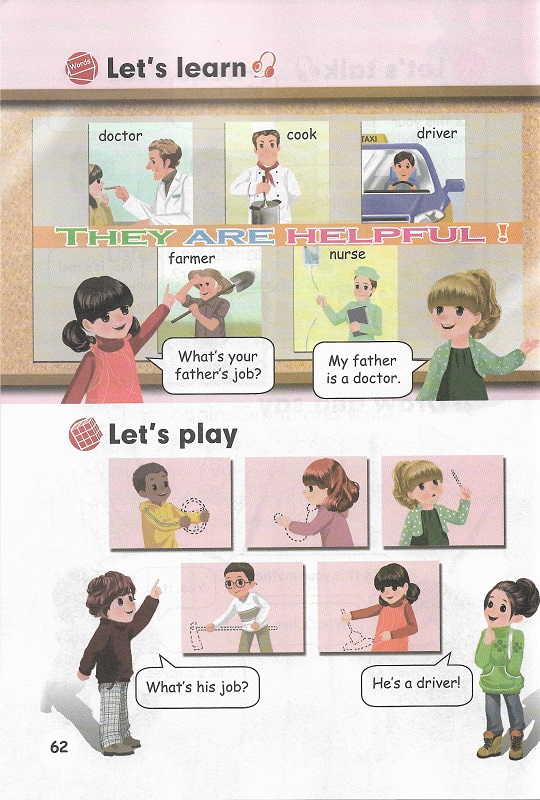 Words
Let's learn
doctor
cook
TAXI
driver
THEY ARE HELPFUL !
farmer
nurse
What's your
father's job?
My father
is a doctor.
Let's play
What's his job?
He's a driver!
62